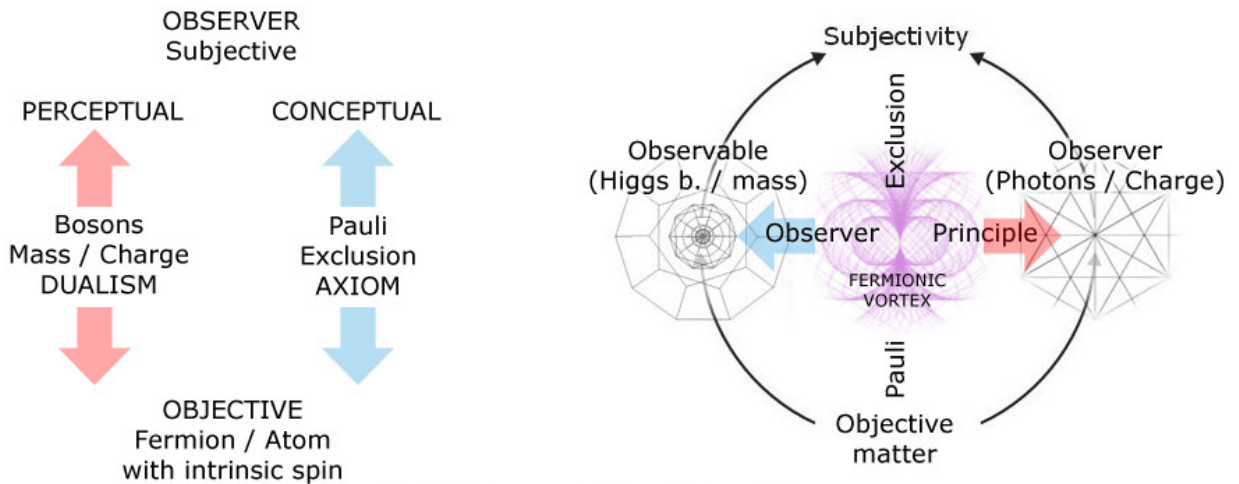 OBSERVER
Subjective
PERCEPTUAL
CONCEPTUAL
Bosons
Mass / Charge
DUALISM
Pauli
Exclusion
AXIOM
OBJECTIVE
Fermion / Atom
with intrinsic spin
Subjectivity
Exclusion
Observable
(Higgs b. / mass)
Observer
(Photons / Charge)
Observer
Principle
FERMIONIC
VORTEX
Pauli
Objective
matter